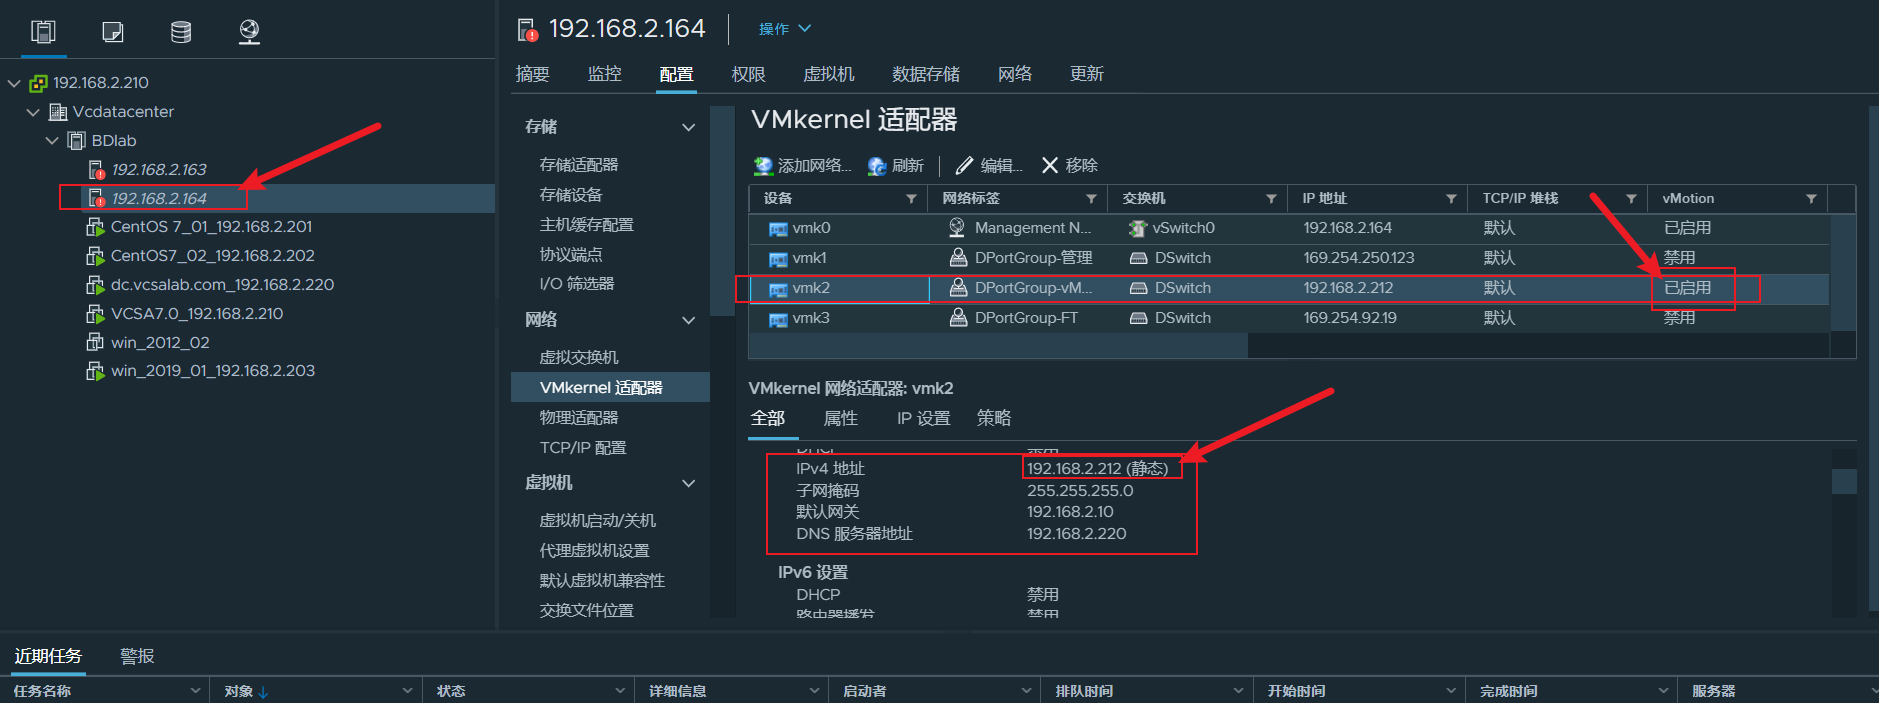 192.168.2.210
Vcdatacenter
BDlab
192.168.2.163
192.168.2.164
CentOS 7_01_192.168.2.201
CentOS7_02_192.168.2.202
dc.vcsalab.com_192.168.2.220
VCSA7.0_192.168.2.210
win_2012_02
win_2019_01_192.168.2.203
192.168.2.164 操作
摘要 监控 配置 权限 虚拟机 数据存储 网络 更新
存储
存储适配器
存储设备
主机缓存配置
协议端点
I/O 筛选器
网络
虚拟交换机
VMkernel 适配器
物理适配器
TCP/IP 配置
虚拟机
虚拟机启动/关机
代理虚拟机设置
默认虚拟机兼容性
交换文件位置
VMkernel 适配器
添加网络... 刷新 编辑... 移除
设备 网络标签 交换机 IP 地址 TCP/IP 堆栈 vMotion
vmk0 Management N... vSwitch0 192.168.2.164 默认 已启用
vmk1 DPortGroup-管理 DSwitch 169.254.250.123 默认 禁用
vmk2 DPortGroup-vM... DSwitch 192.168.2.212 默认 已启用
vmk3 DPortGroup-FT DSwitch 169.254.92.19 默认 禁用
VMkernel 网络适配器: vmk2
全部 属性 IP 设置 策略
DHCP 禁用
IPv4 地址 192.168.2.212 (静态)
子网掩码 255.255.255.0
默认网关 192.168.2.10
DNS 服务器地址 192.168.2.220
IPv6 设置
DHCP 禁用
路由器播发 禁用
近期任务 警报
任务名称 对象 状态 详细信息 启动者 排队时间 开始时间 完成时间 服务器